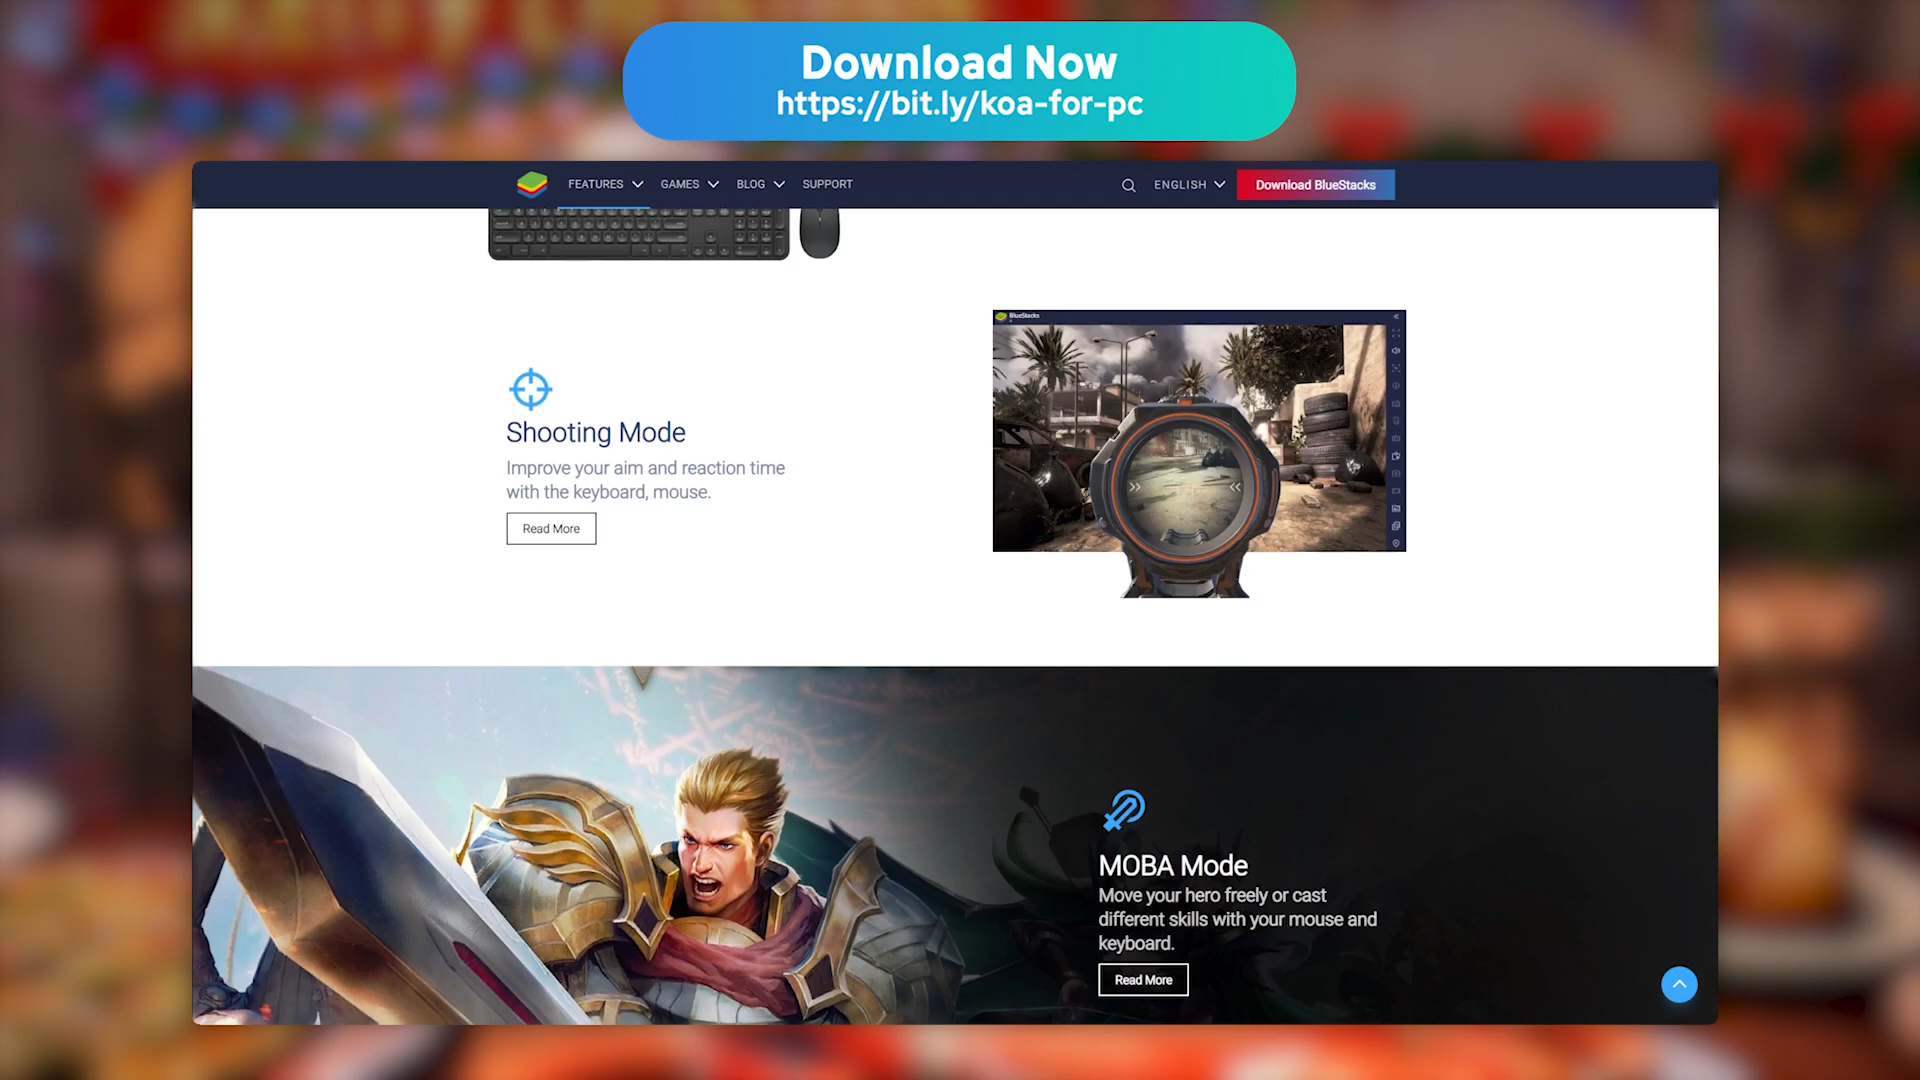 Download Now
https://bit.ly/koa-for-pc
FEATURES
GAMES
BLOG
SUPPORT
ENGLISH
Download BlueStacks
BlueStacks
Shooting Mode
Improve your aim and reaction time
with the keyboard, mouse.
Read More
MOBA Mode
Move your hero freely or cast
different skills with your mouse and
keyboard.
Read More